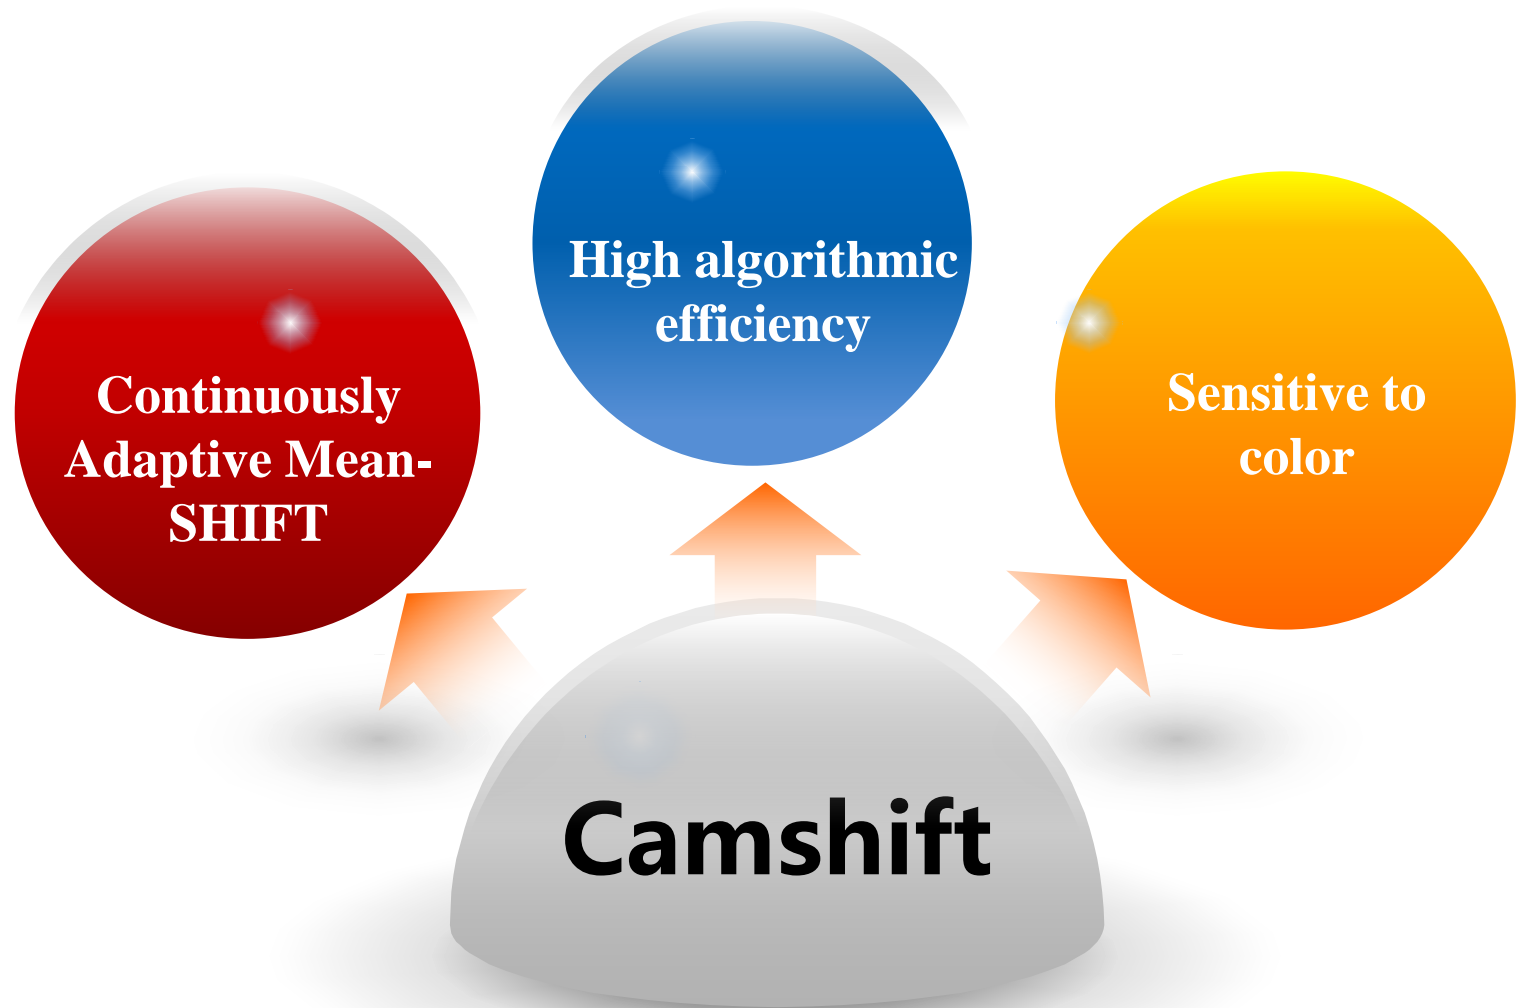 Continuously
Adaptive Mean-
SHIFT
High algorithmic
efficiency
Sensitive to
color
Camshift